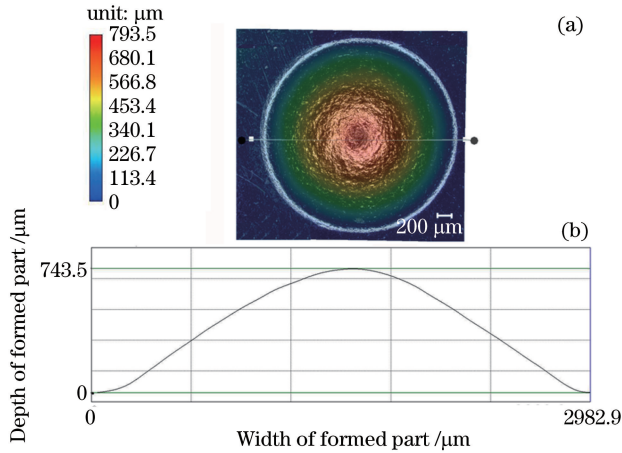 unit: μm
(a)
793.5
680.1
566.8
453.4
340.1
226.7
113.4
0
200 μm
(b)
743.5
0
Depth of formed part /μm
0
2982.9
Width of formed part /μm